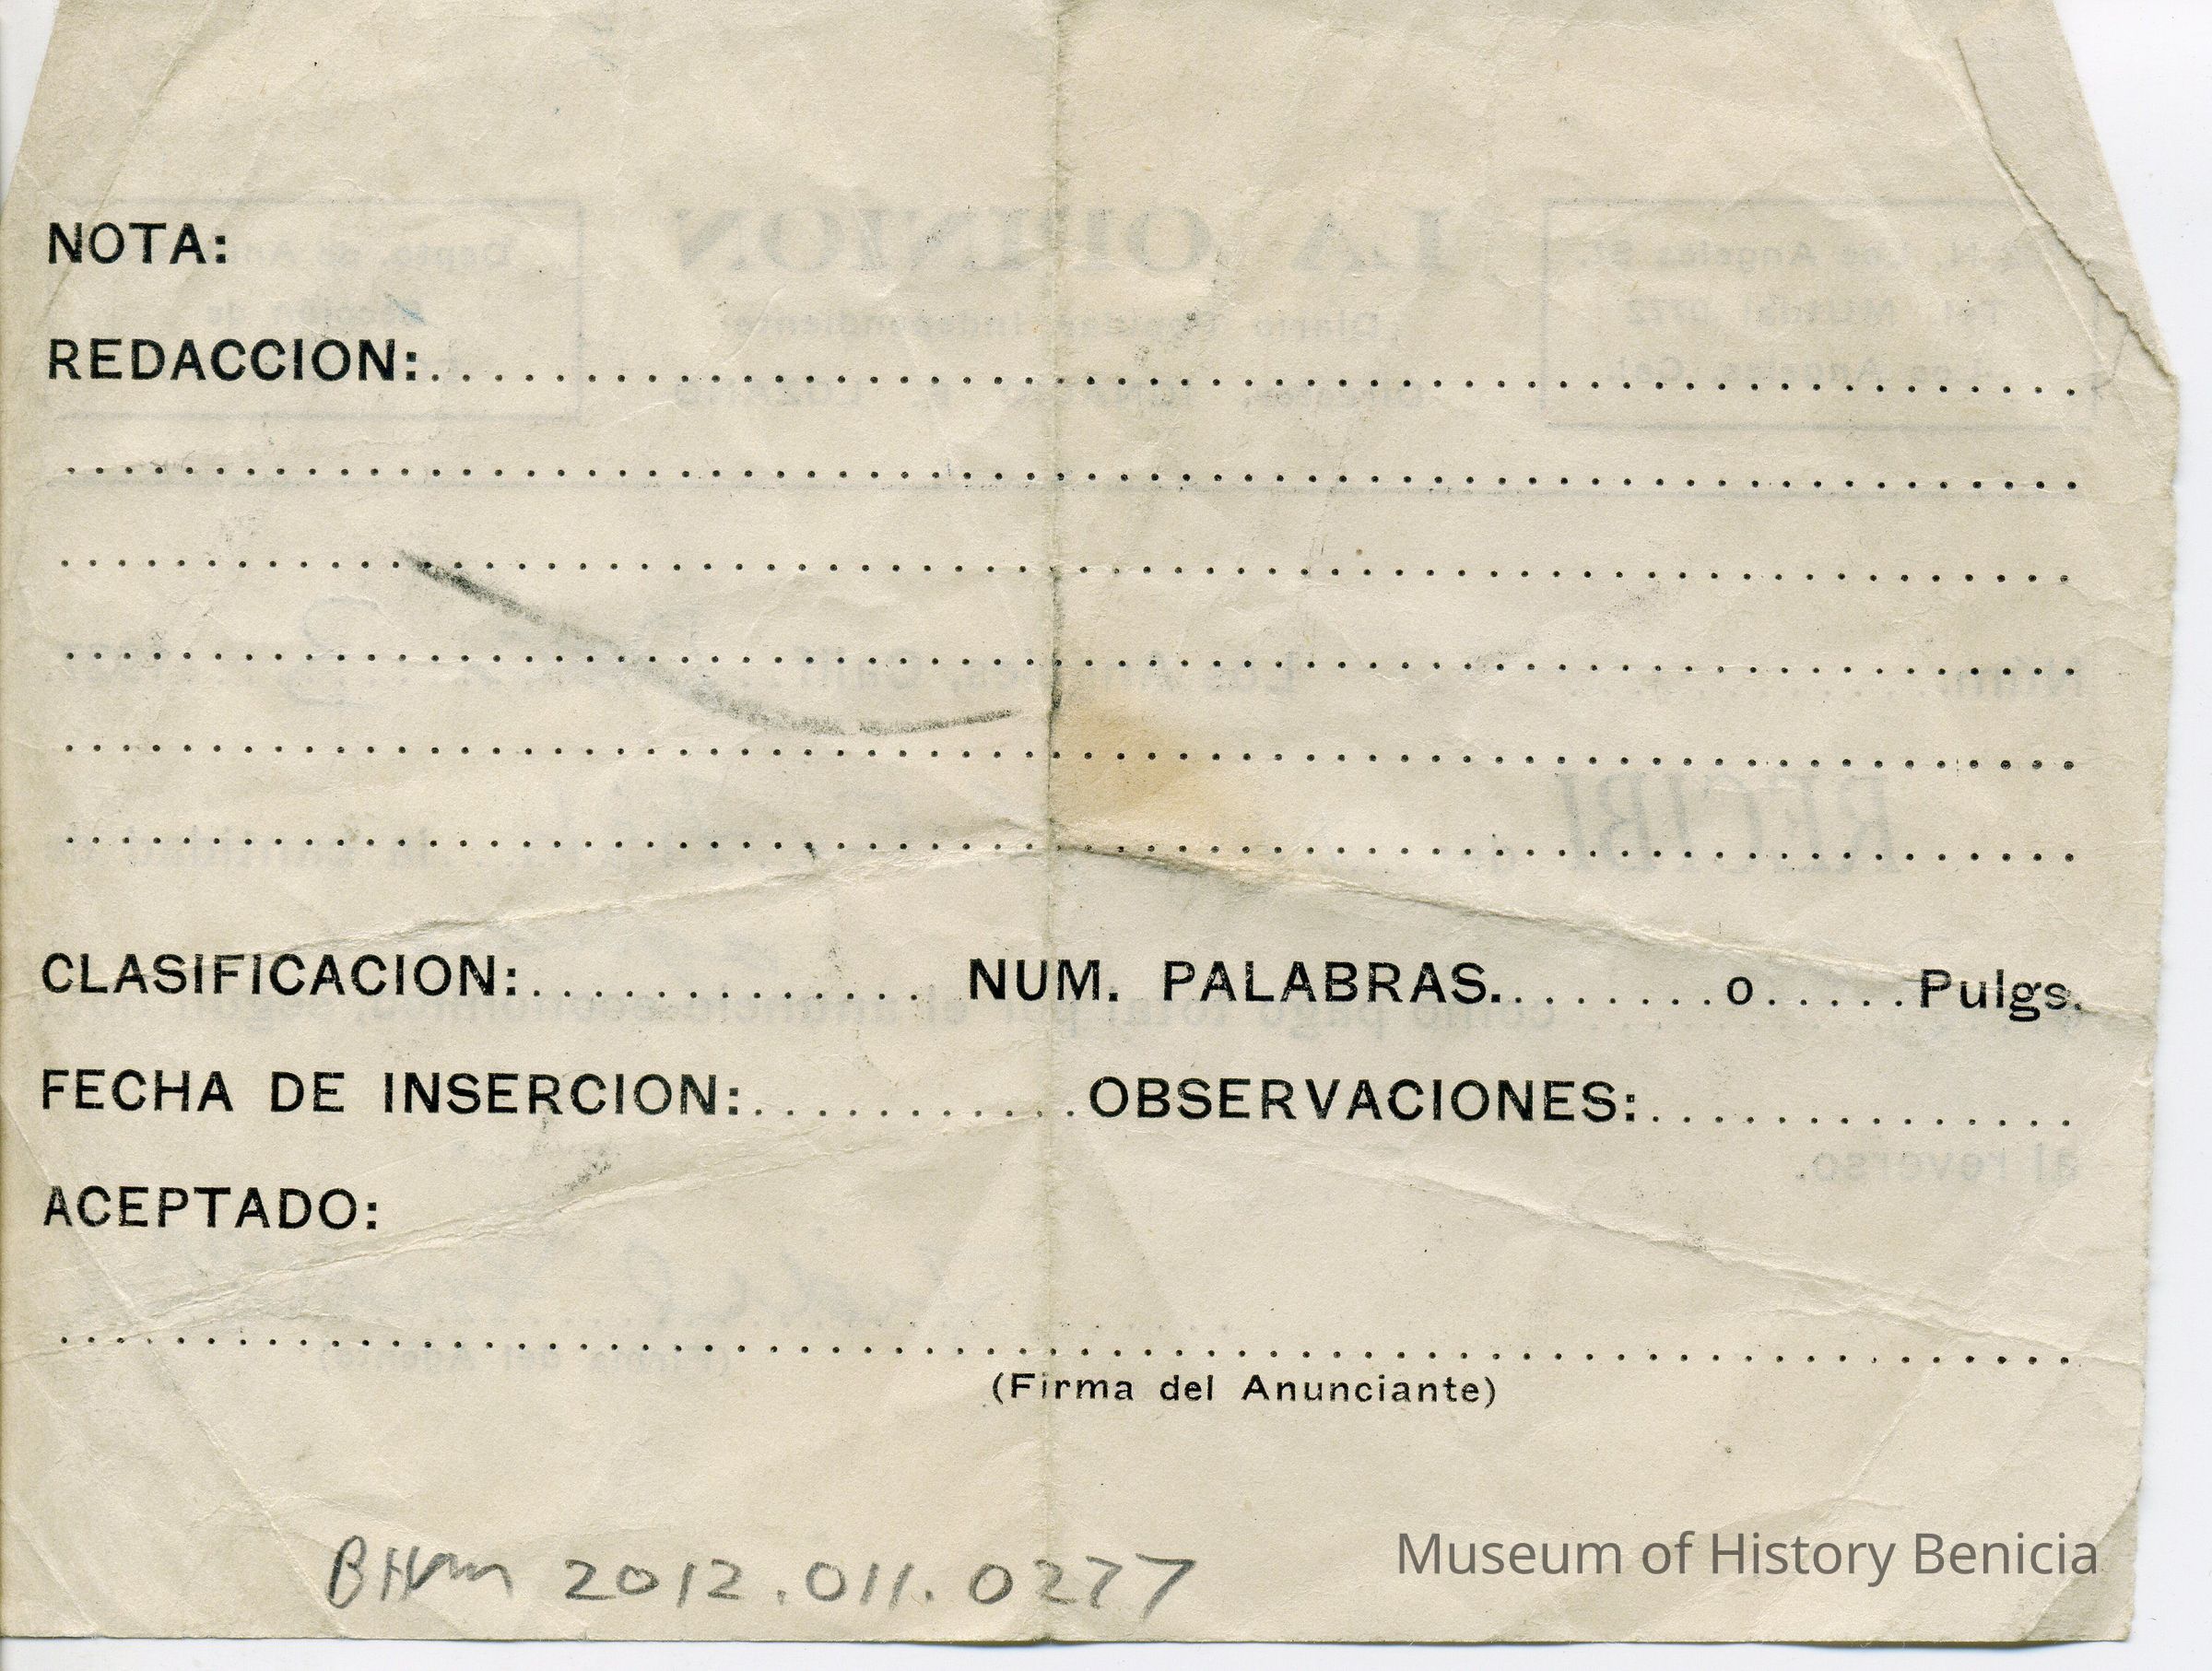 NOTA:
REDACCION:
CLASIFICACION: NUM. PALABRAS. o Pulgs.
FECHA DE INSERCION: OBSERVACIONES:
ACEPTADO:
(Firma del Anunciante)
BHM 2012.011.0277
Museum of History Benicia